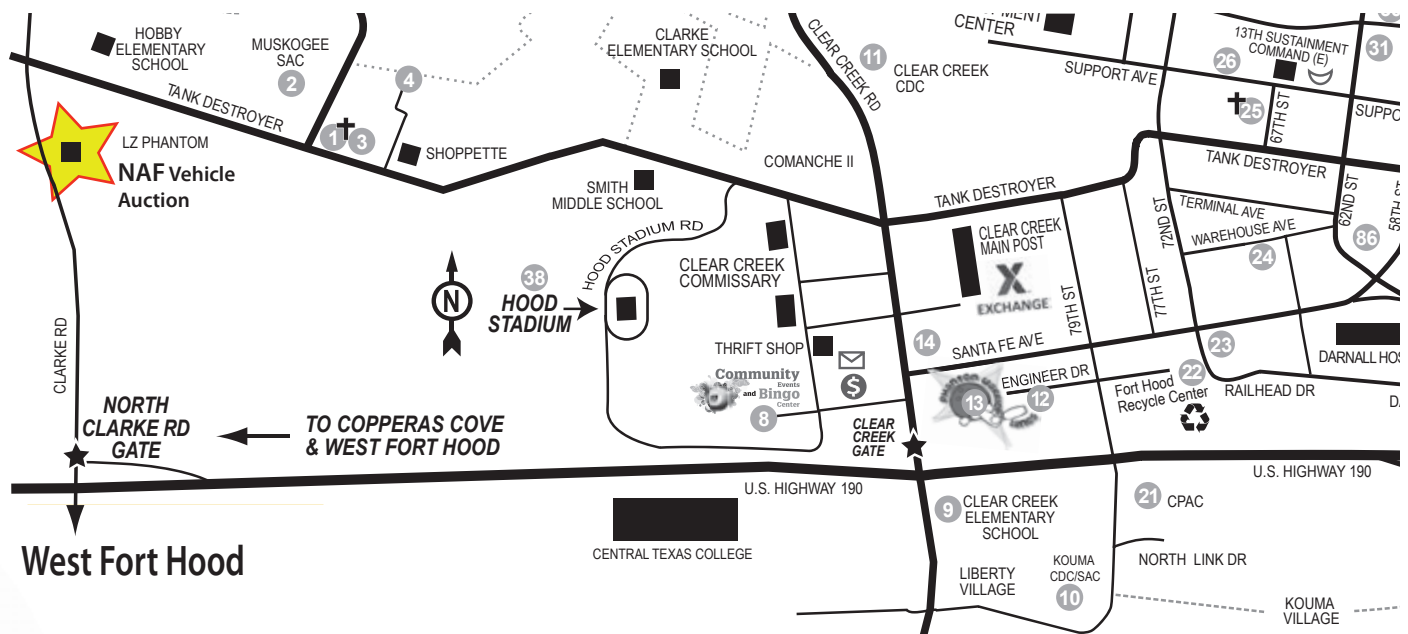 HOBBY
ELEMENTARY
SCHOOL
MUSKOGEE
SAC
2
4
CLARKE
ELEMENTARY SCHOOL
CLEAR CREEK RD
11
CLEAR CREEK
CDC
CENTER
SUPPORT AVE
26
13TH SUSTAINMENT
COMMAND (E)
31
25
67TH ST
SUPPO
TANK DESTROYER
1
3
SHOPPETTE
LZ PHANTOM
NAF Vehicle
Auction
COMANCHE II
SMITH
MIDDLE SCHOOL
TANK DESTROYER
TANK DESTROYER
TERMINAL AVE
WAREHOUSE AVE
24
72ND ST
77TH ST
79TH ST
62ND ST
58TH ST
86
HOOD STADIUM RD
CLEAR CREEK
COMMISSARY
CLEAR CREEK
MAIN POST
X
EXCHANGE
N
38
HOOD
STADIUM
THRIFT SHOP
$
14
SANTA FE AVE
23
DARNALL HOS
Community
Events
and Bingo
Center
8
13
ENGINEER DR
12
Fort Hood
Recycle Center
22
RAILHEAD DR
D
CLARKE RD
NORTH
CLARKE RD
GATE
TO COPPERAS COVE
& WEST FORT HOOD
CLEAR
CREEK
GATE
U.S. HIGHWAY 190
U.S. HIGHWAY 190
West Fort Hood
CENTRAL TEXAS COLLEGE
9
CLEAR CREEK
ELEMENTARY
SCHOOL
21
CPAC
LIBERTY
VILLAGE
KOUMA
CDC/SAC
10
NORTH LINK DR
KOUMA
VILLAGE